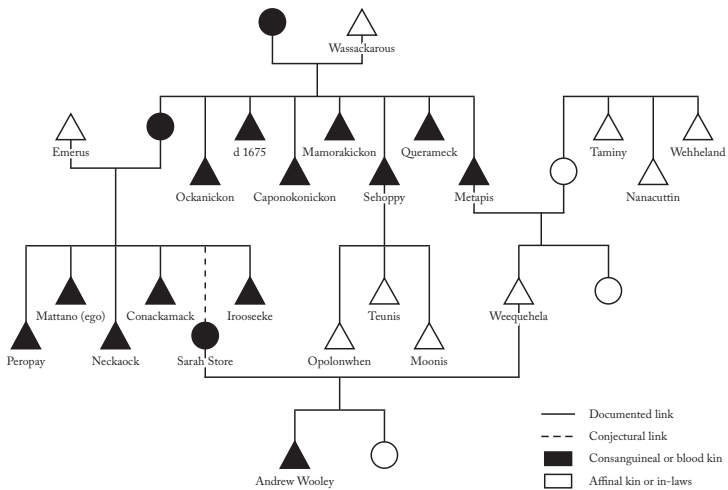 Wassackarous
Emerus
d 1675
Mamorakickon
Querameck
Taminy
Wehheland
Ockanickon
Caponokonickon
Sehoppy
Metapis
Nanacuttin
Mattano (ego)
Conackamack
Irooseeke
Teunis
Weequehela
Peropay
Neckaock
Sarah Store
Opolonwhen
Moonis
Documented link
Conjectural link
Consanguineal or blood kin
Andrew Wooley
Affinal kin or in-laws